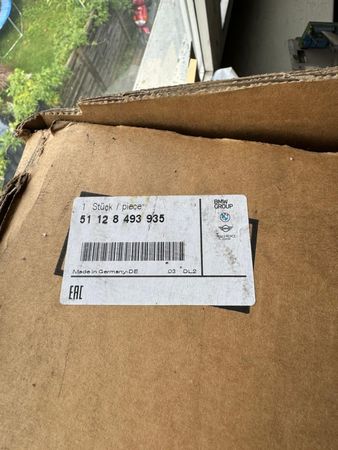 1 Stück / piece
51 12 8 493 935
BMW
GROUP
Made in Germany-DE 03 DL2
EAC